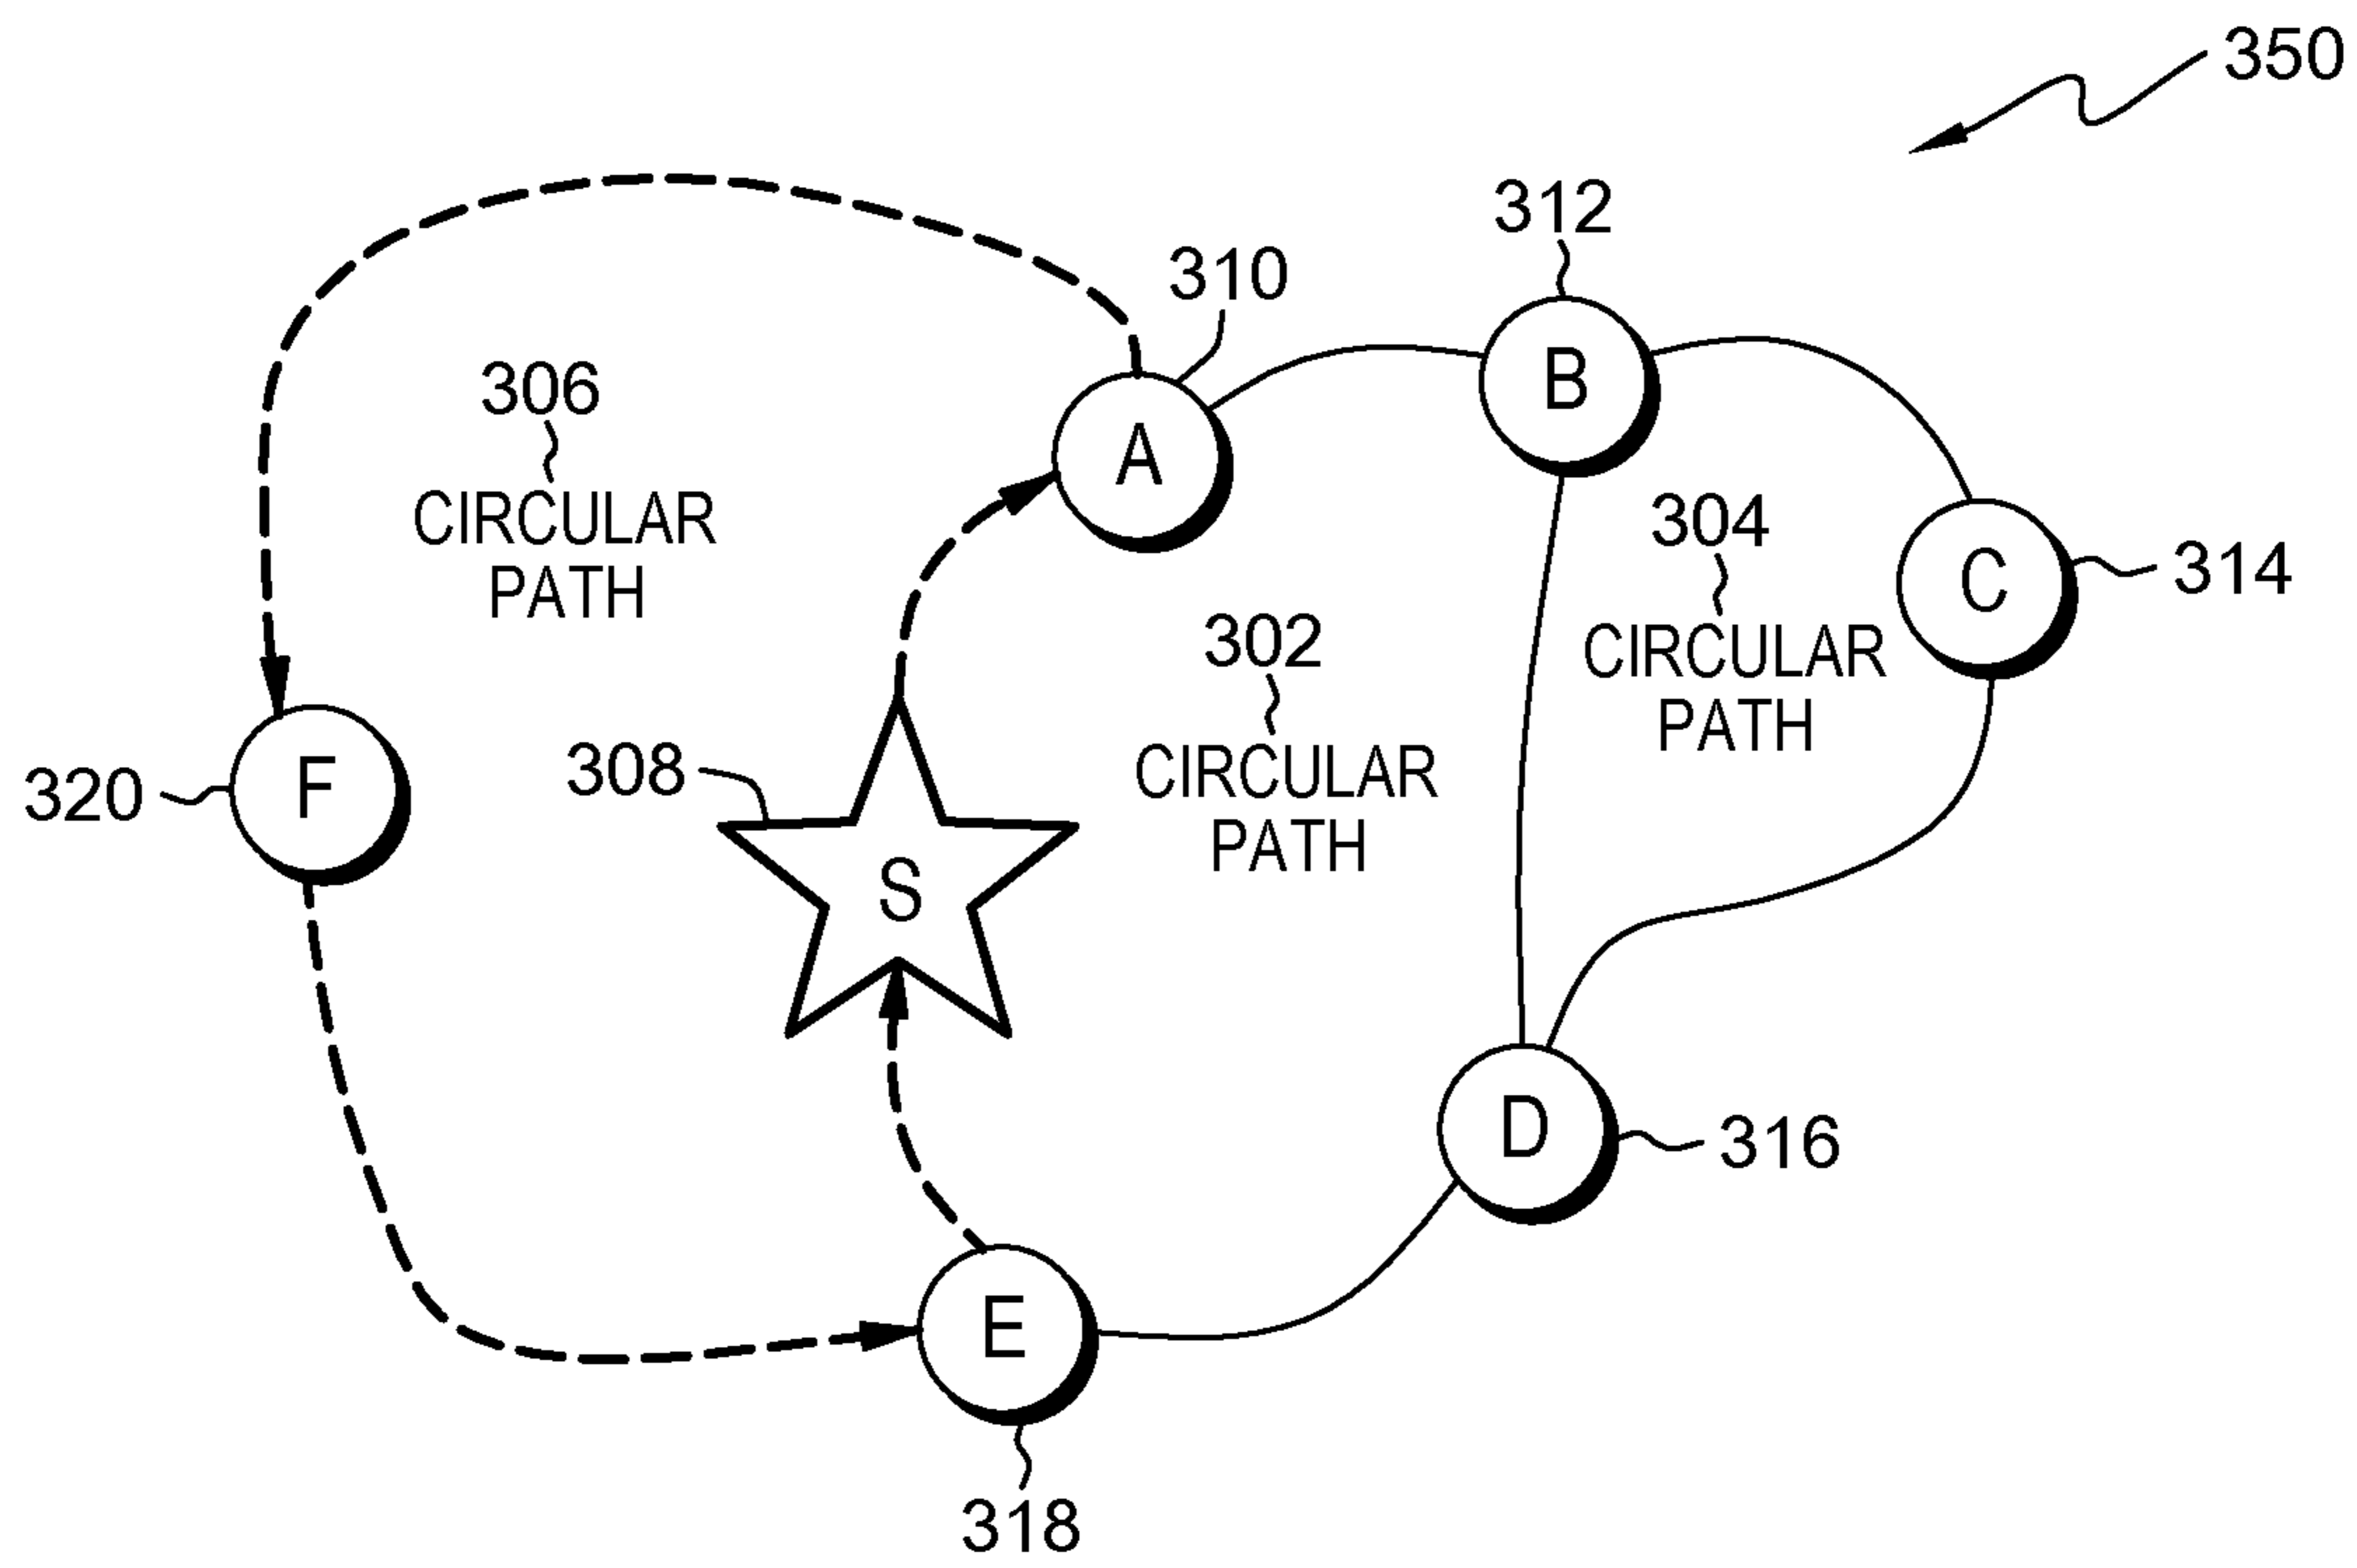 350
312
310
B
306
CIRCULAR
PATH
A
304
CIRCULAR
PATH
C
314
302
CIRCULAR
PATH
F
320
308
S
D
316
E
318